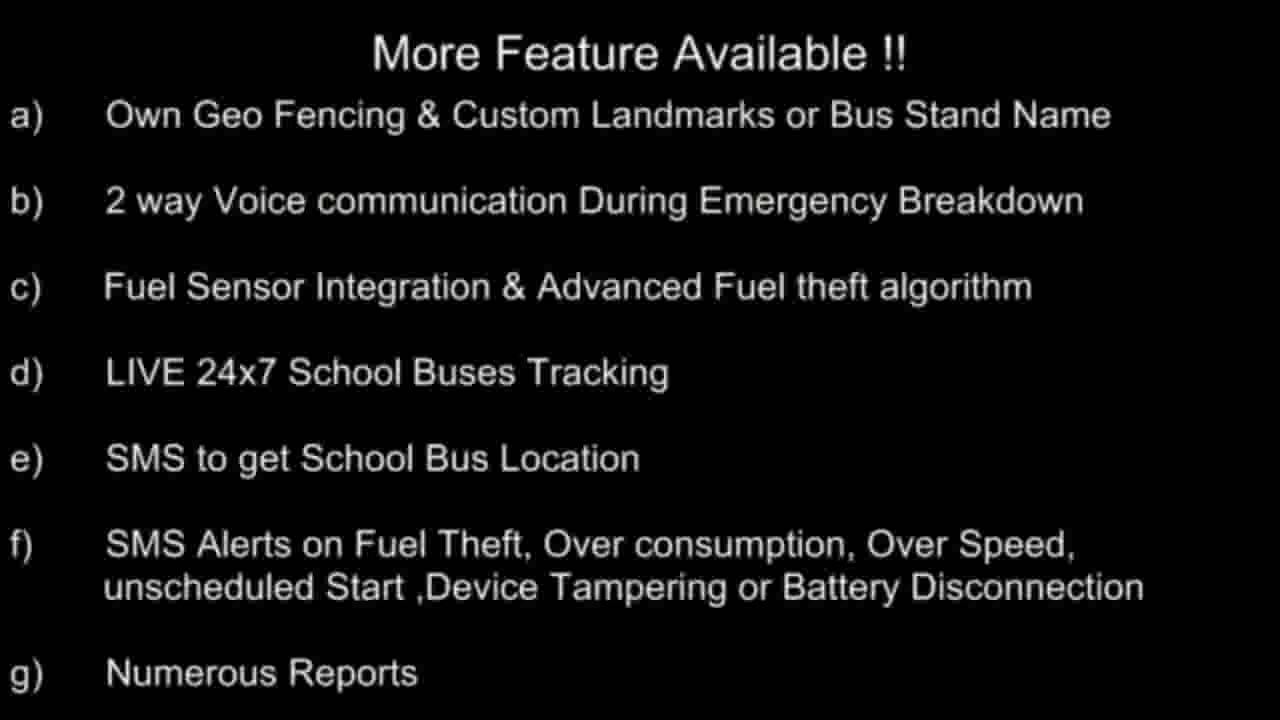 More Feature Available !!
a) Own Geo Fencing & Custom Landmarks or Bus Stand Name
b) 2 way Voice communication During Emergency Breakdown
c) Fuel Sensor Integration & Advanced Fuel theft algorithm
d) LIVE 24x7 School Buses Tracking
e) SMS to get School Bus Location
f) SMS Alerts on Fuel Theft, Over consumption, Over Speed,
unscheduled Start ,Device Tampering or Battery Disconnection
g) Numerous Reports